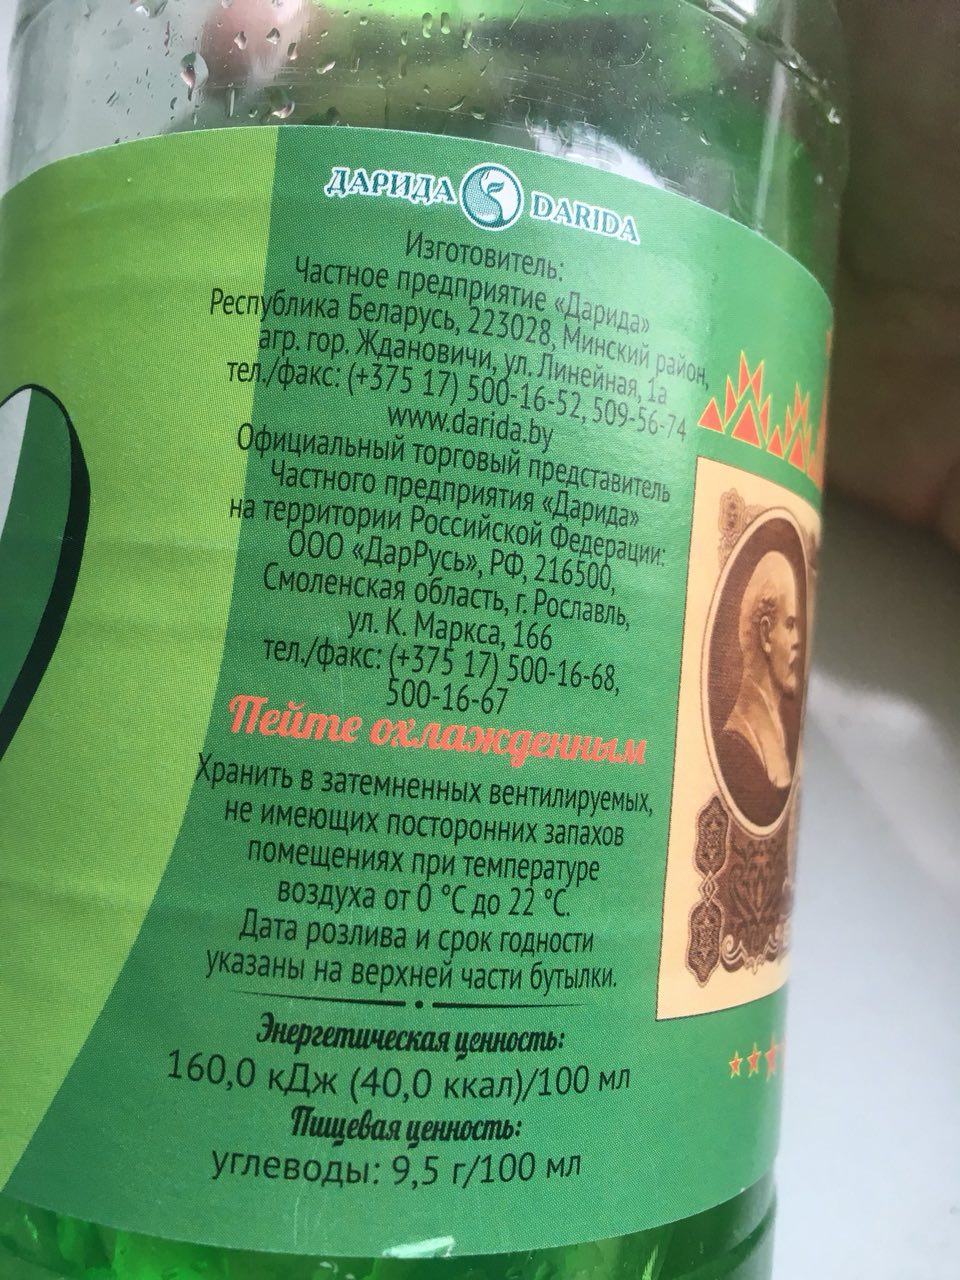 ДАРИДА DARIDA
Изготовитель:
Частное предприятие «Дарида»
Республика Беларусь, 223028, Минский район,
агр. гор. Ждановичи, ул. Линейная, 1а
тел./факс: (+375 17) 500-16-52, 509-56-74
www.darida.by
Официальный торговый представитель
Частного предприятия «Дарида»
на территории Российской Федерации:
ООО «ДарРусь», РФ, 216500,
Смоленская область, г. Рославль,
ул. К. Маркса, 166
тел./факс: (+375 17) 500-16-68,
500-16-67
Пейте охлажденным
Хранить в затемненных вентилируемых,
не имеющих посторонних запахов
помещениях при температуре
воздуха от 0 °С до 22 °С.
Дата розлива и срок годности
указаны на верхней части бутылки.
Энергетическая ценность:
160,0 кДж (40,0 ккал)/100 мл
Пищевая ценность:
углеводы: 9,5 г/100 мл